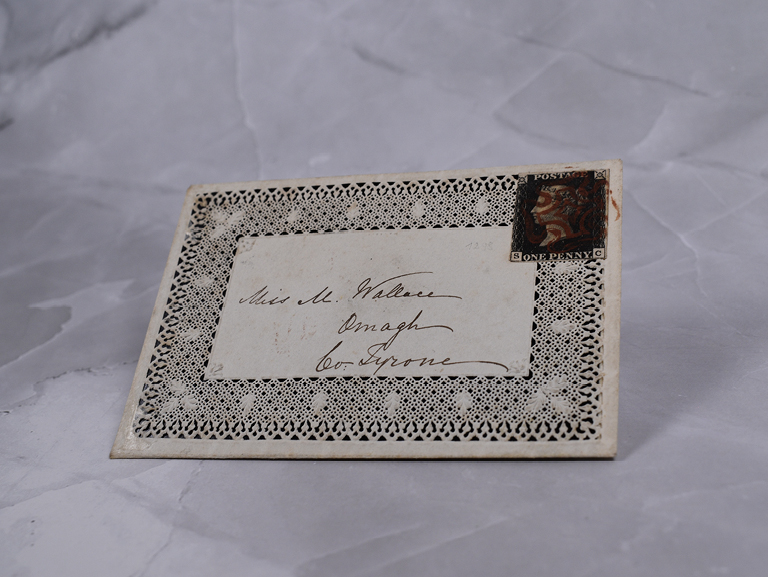 POSTAGE
S C
ONE PENNY
Miss M. Wallace
Omagh
Co. Tyrone